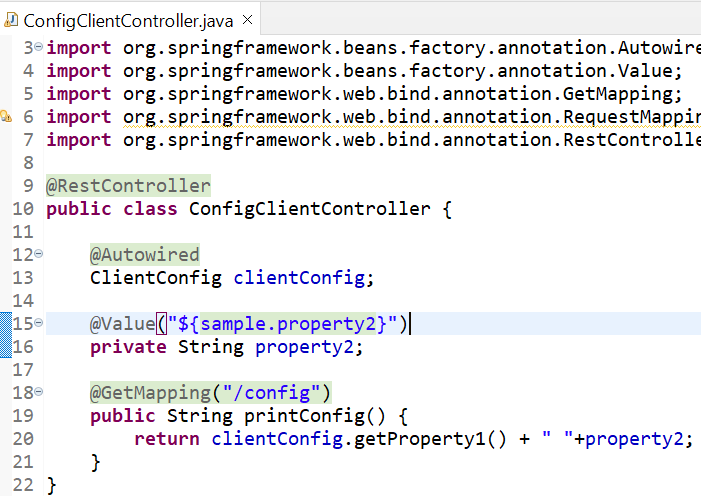 ConfigClientController.java
3 import org.springframework.beans.factory.annotation.Autowire
4 import org.springframework.beans.factory.annotation.Value;
5 import org.springframework.web.bind.annotation.GetMapping;
6 import org.springframework.web.bind.annotation.RequestMappin
7 import org.springframework.web.bind.annotation.RestControlle
8
9 @RestController
10 public class ConfigClientController {
11
12 @Autowired
13 ClientConfig clientConfig;
14
15 @Value("${sample.property2}")
16 private String property2;
17
18 @GetMapping("/config")
19 public String printConfig() {
20 return clientConfig.getProperty1() + " "+property2;
21 }
22 }